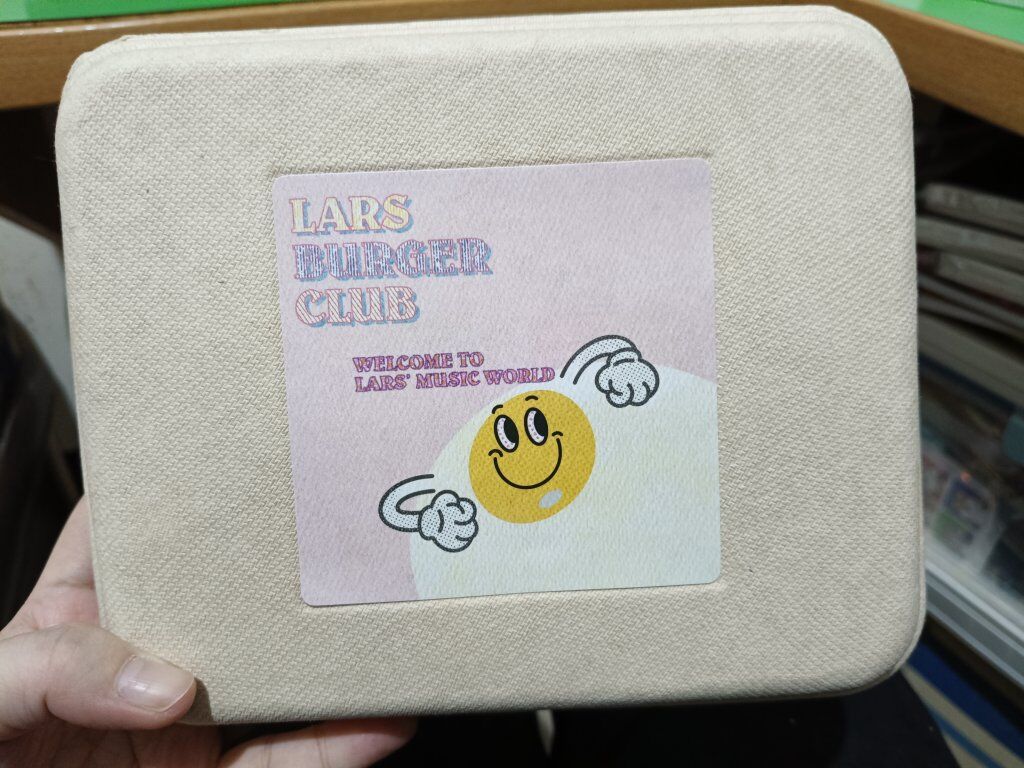 LARS
BURGER
CLUB
WELCOME TO
LARS' MUSIC WORLD